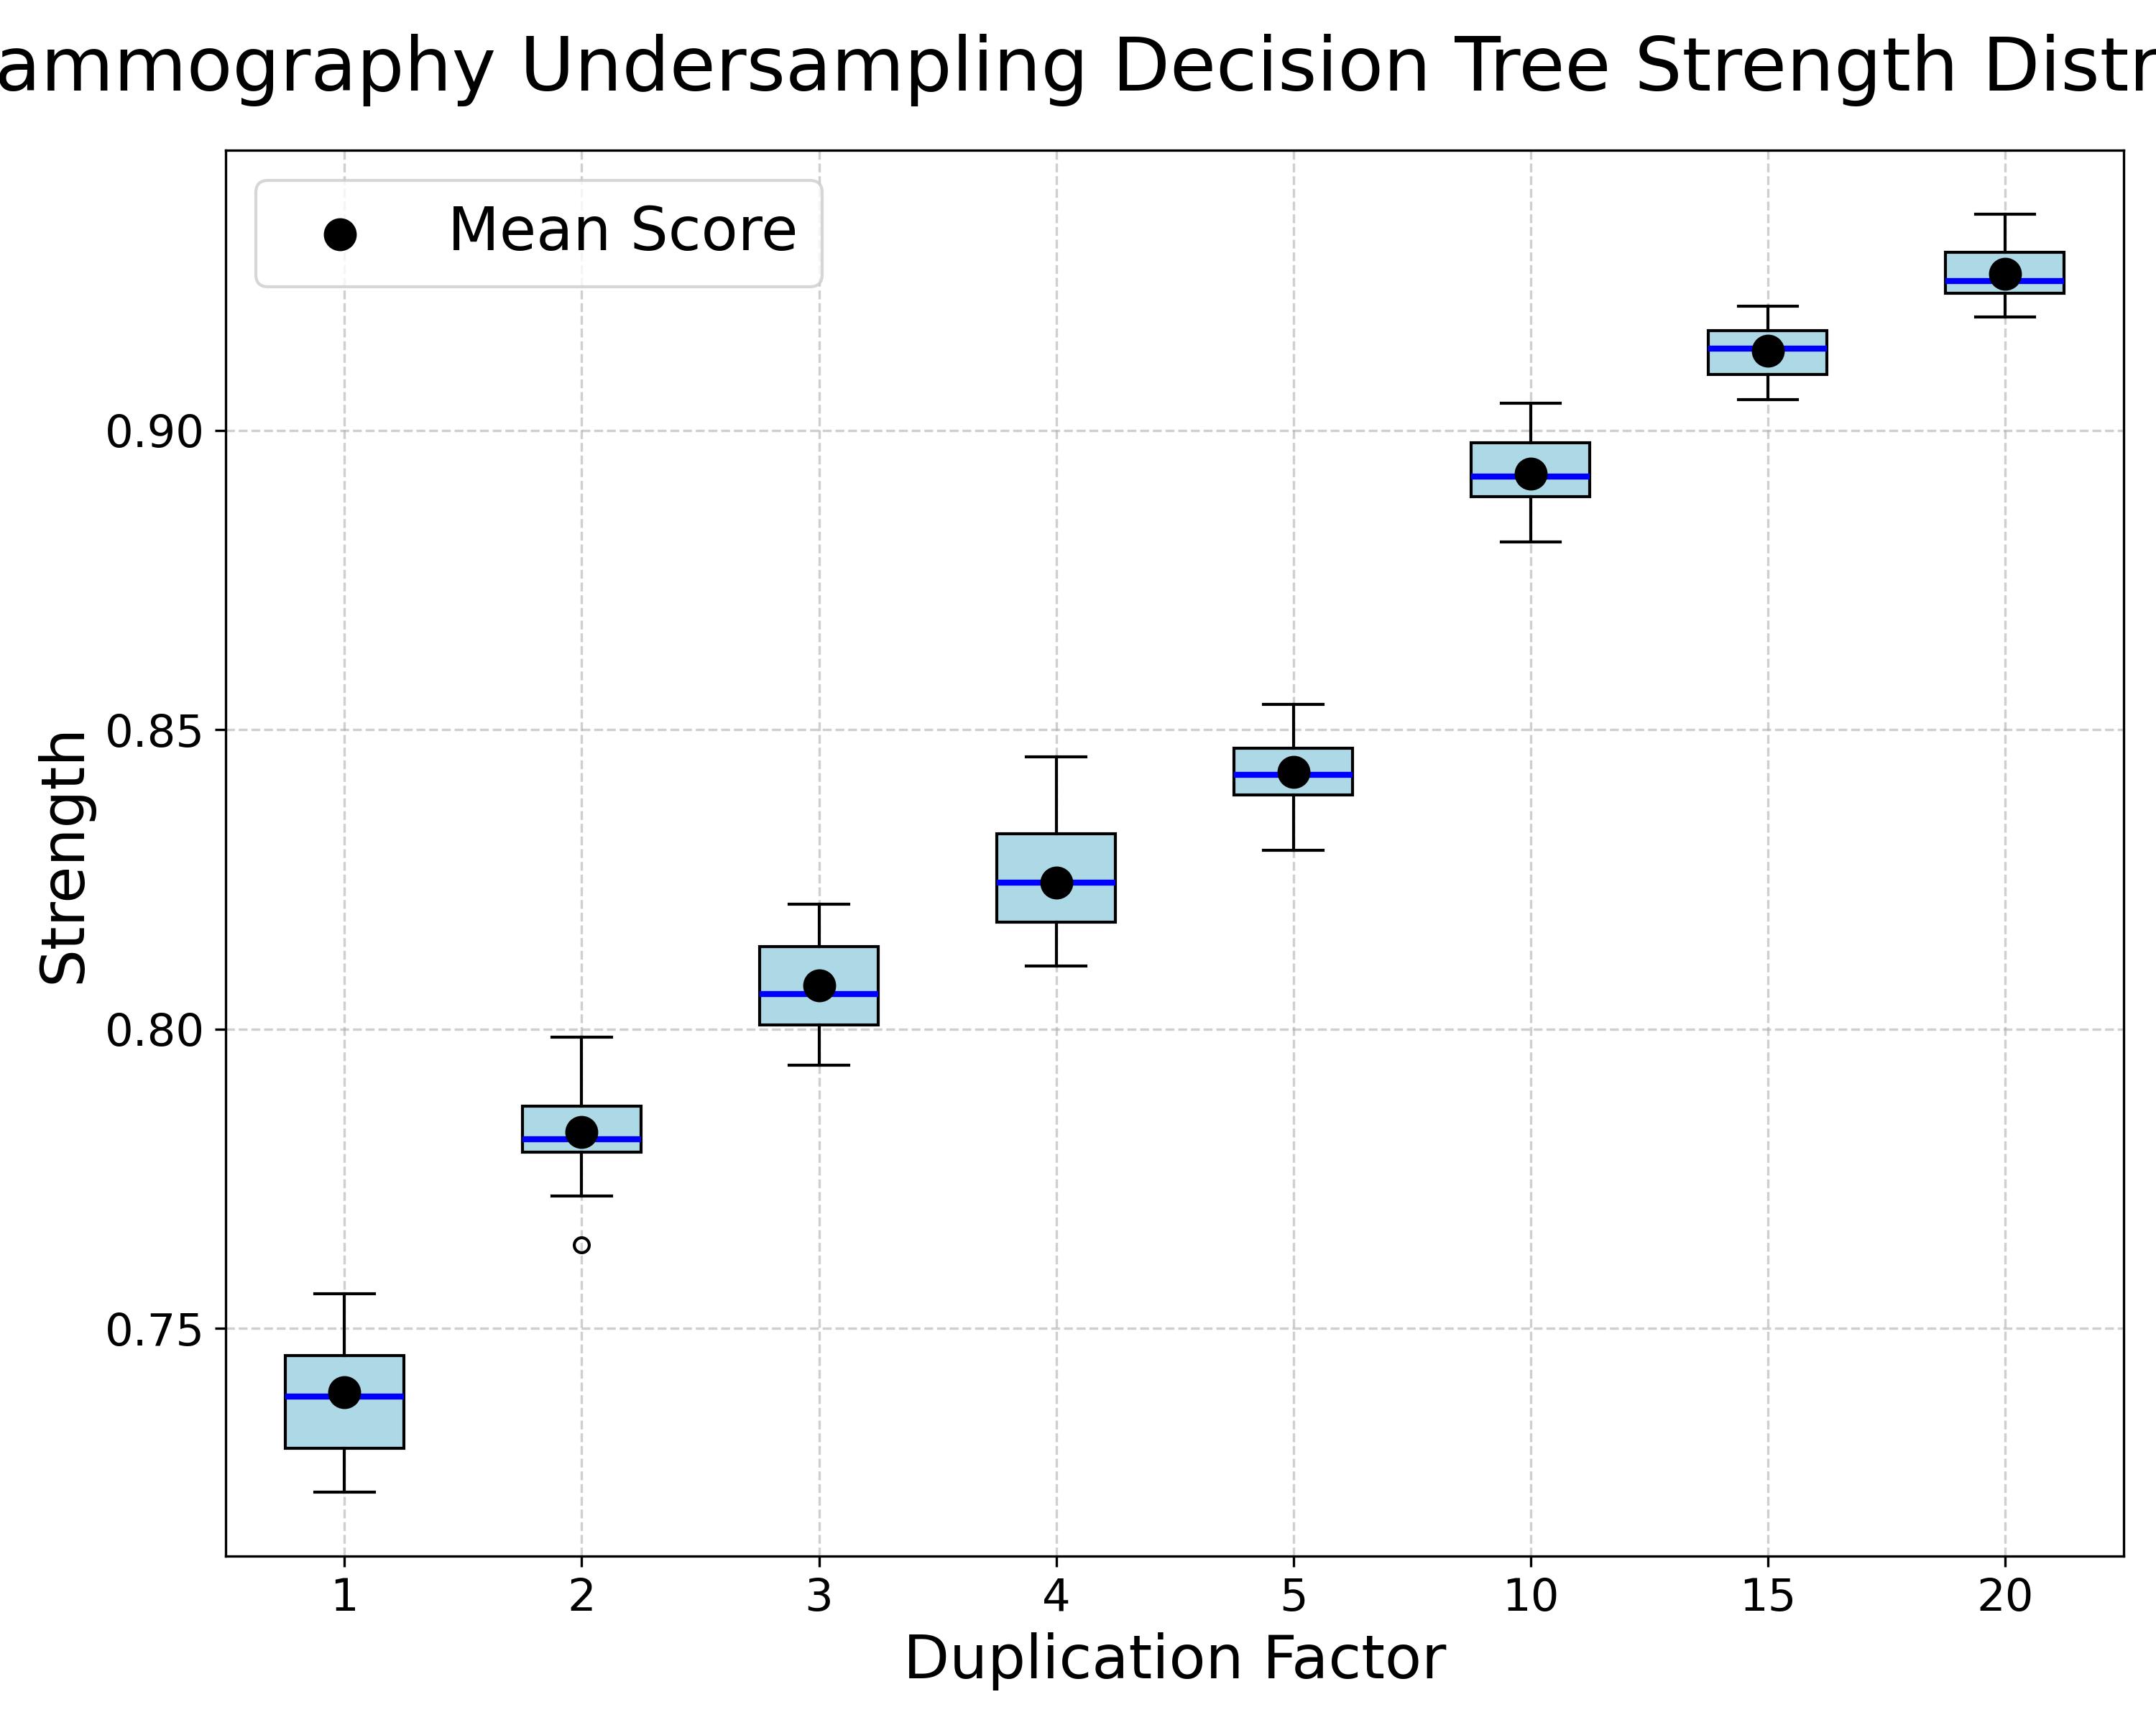 ammography Undersampling Decision Tree Strength Distr
Mean Score
0.90
0.85
0.80
0.75
Strength
1 2 3 4 5 10 15 20
Duplication Factor